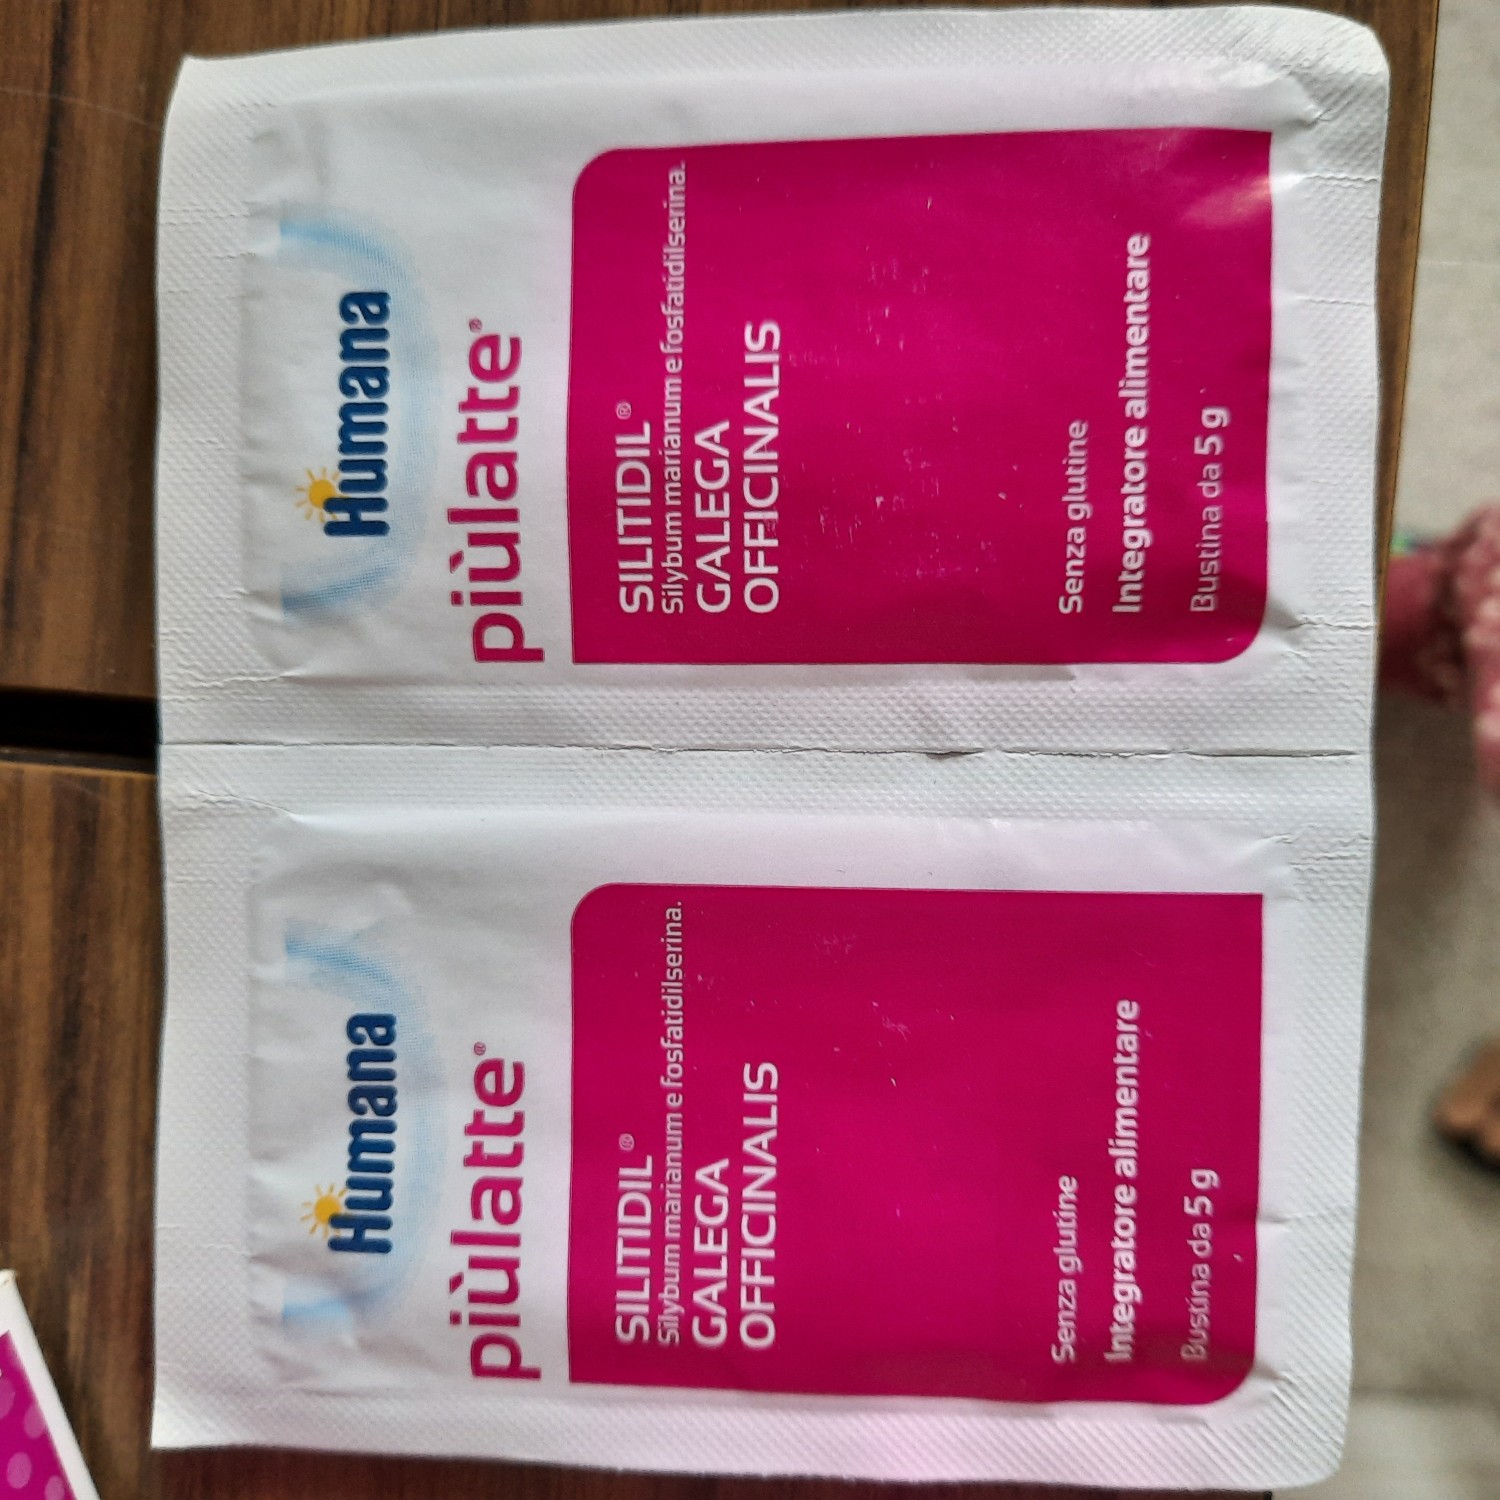 Humana
piùlatte®
SILITIDIL®
Silybum marianum e fosfatidilserina.
GALEGA
OFFICINALIS
Senza glutine
Integratore alimentare
Bustina da 5 g
Humana
piùlatte®
SILITIDIL®
Silybum marianum e fosfatidilserina.
GALEGA
OFFICINALIS
Senza glutine
Integratore alimentare
Bustina da 5 g